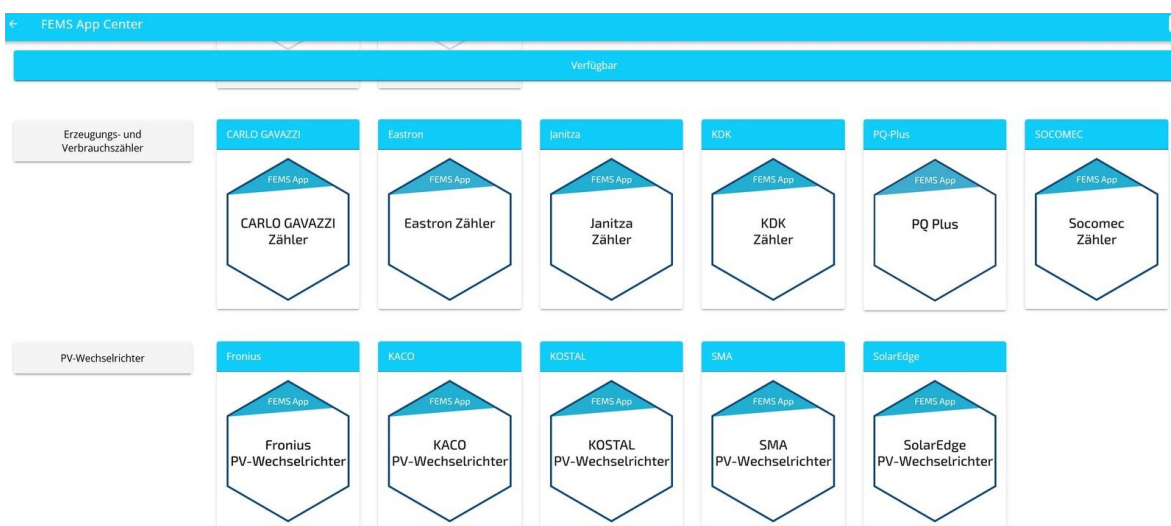 FEMS App Center
Verfügbar
Erzeugungs- und
Verbrauchszähler
CARLO GAVAZZI
FEMS App
CARLO GAVAZZI
Zähler
Eastron
FEMS App
Eastron Zähler
Janitza
FEMS App
Janitza
Zähler
KDK
FEMS App
KDK
Zähler
PQ-Plus
FEMS App
PQ Plus
SOCOMEC
FEMS App
Socomec
Zähler
PV-Wechselrichter
Fronius
FEMS App
Fronius
PV-Wechselrichter
KACO
FEMS App
KACO
PV-Wechselrichter
KOSTAL
FEMS App
KOSTAL
PV-Wechselrichter
SMA
FEMS App
SMA
PV-Wechselrichter
SolarEdge
FEMS App
SolarEdge
PV-Wechselrichter